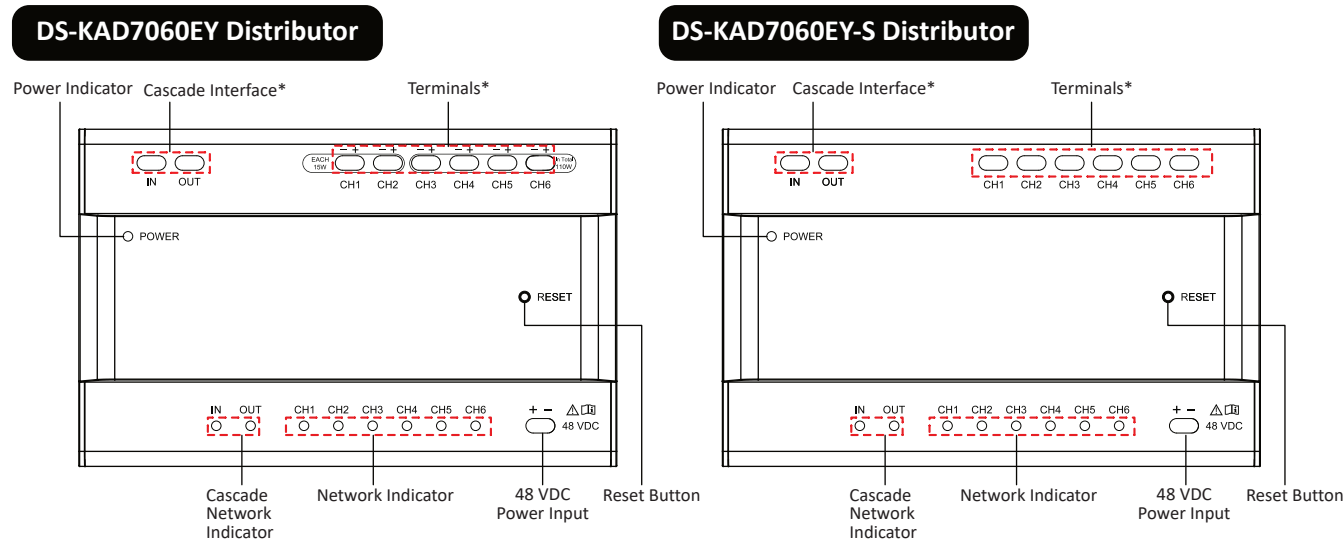 DS-KAD7060EY Distributor
Power Indicator
Cascade Interface*
Terminals*
- + - + - + - + - + - +
EACH
15W
In Total
110W
IN OUT
CH1 CH2 CH3 CH4 CH5 CH6
POWER
RESET
IN OUT
CH1 CH2 CH3 CH4 CH5 CH6
+ -
48 VDC
Cascade
Network
Indicator
Network Indicator
48 VDC
Power Input
Reset Button
DS-KAD7060EY-S Distributor
Power Indicator
Cascade Interface*
Terminals*
IN OUT
CH1 CH2 CH3 CH4 CH5 CH6
POWER
RESET
IN OUT
CH1 CH2 CH3 CH4 CH5 CH6
+ -
48 VDC
Cascade
Network
Indicator
Network Indicator
48 VDC
Power Input
Reset Button